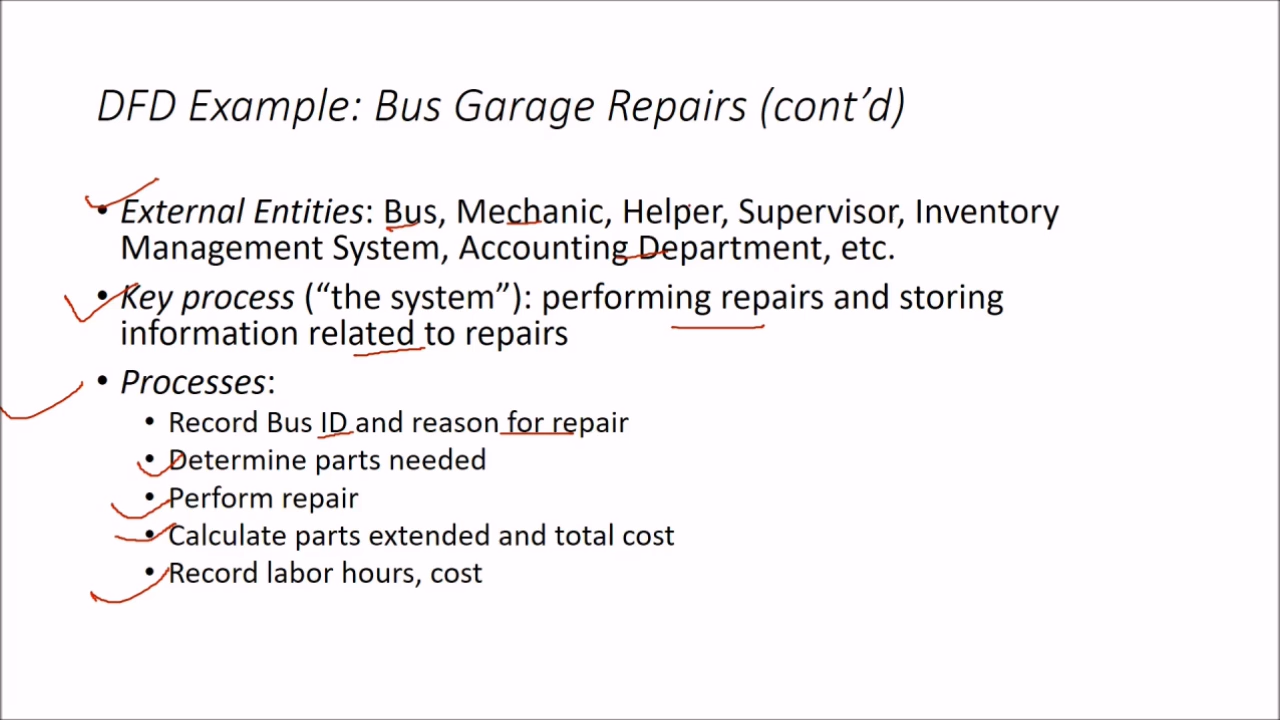 DFD Example: Bus Garage Repairs (cont’d)
• External Entities: Bus, Mechanic, Helper, Supervisor, Inventory
Management System, Accounting Department, etc.
• Key process (“the system”): performing repairs and storing
information related to repairs
• Processes:
• Record Bus ID and reason for repair
• Determine parts needed
• Perform repair
• Calculate parts extended and total cost
• Record labor hours, cost